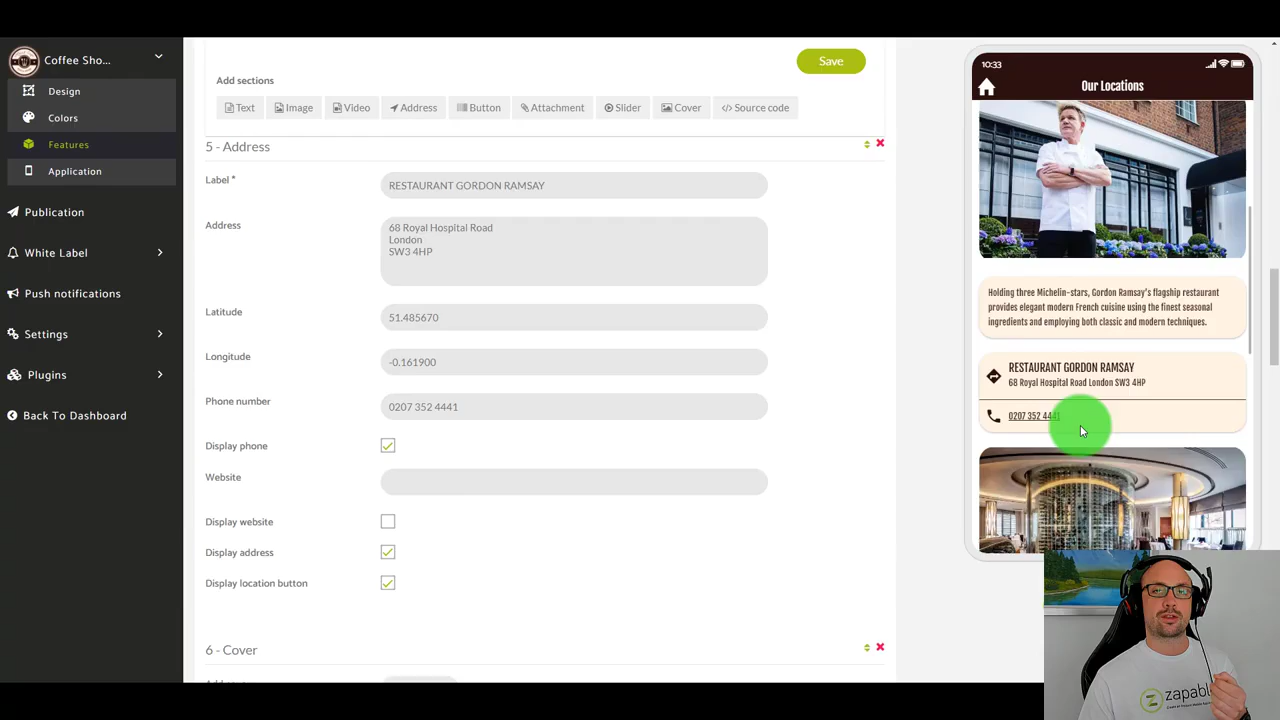 Coffee Sho...
Design
Colors
Features
Application
Publication
White Label
Push notifications
Settings
Plugins
Back To Dashboard
Save
Add sections
Text
Image
Video
Address
Button
Attachment
Slider
Cover
</> Source code
5 - Address
Label *
RESTAURANT GORDON RAMSAY
Address
68 Royal Hospital Road
London
SW3 4HP
Latitude
51.485670
Longitude
-0.161900
Phone number
0207 352 4441
Display phone
Website
Display website
Display address
Display location button
6 - Cover
10:33
Our Locations
Holding three Michelin-stars, Gordon Ramsay's flagship restaurant
provides elegant modern French cuisine using the finest seasonal
ingredients and employing both classic and modern techniques.
RESTAURANT GORDON RAMSAY
68 Royal Hospital Road London SW3 4HP
0207 352 4441
zapabl